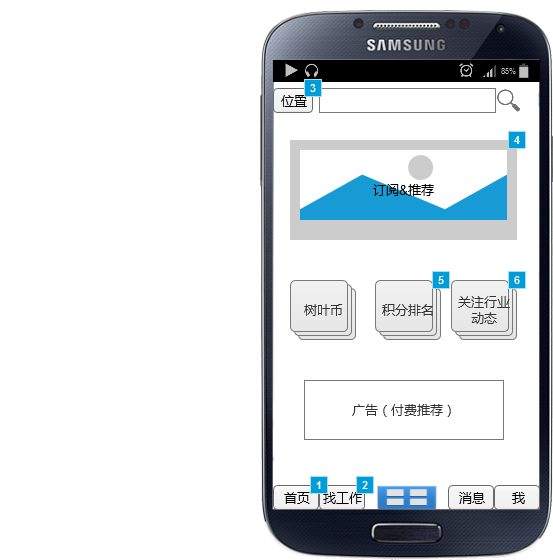 SAMSUNG
85%
位置
3
4
订阅&推荐
5
6
树叶币
积分排名
关注行业
动态
广告（付费推荐）
1
2
首页
找工作
消息
我